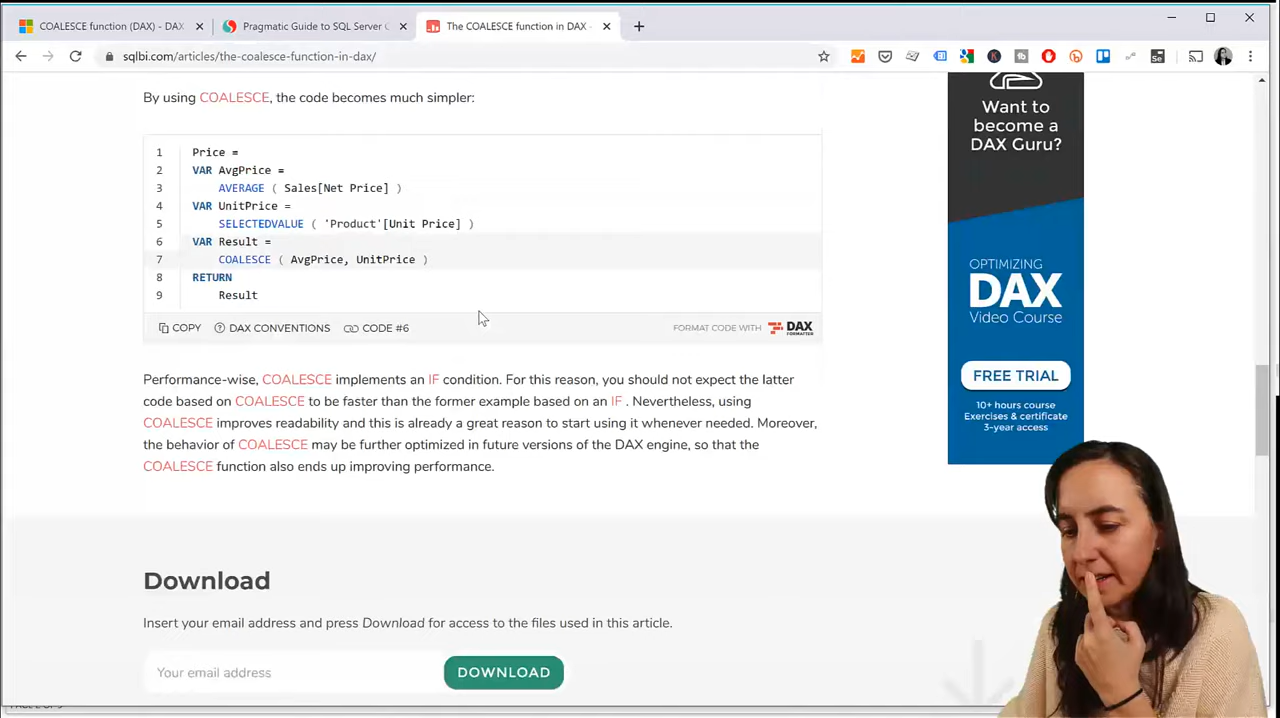 COALESCE function (DAX) - DAX
Pragmatic Guide to SQL Server
The COALESCE function in DAX -
sqlbi.com/articles/the-coalesce-function-in-dax/
By using COALESCE, the code becomes much simpler:
1 Price =
2 VAR AvgPrice =
3 AVERAGE ( Sales[Net Price] )
4 VAR UnitPrice =
5 SELECTEDVALUE ( 'Product'[Unit Price] )
6 VAR Result =
7 COALESCE ( AvgPrice, UnitPrice )
8 RETURN
9 Result
COPY DAX CONVENTIONS CODE #6 FORMAT CODE WITH DAX FORMATTER
Performance-wise, COALESCE implements an IF condition. For this reason, you should not expect the latter
code based on COALESCE to be faster than the former example based on an IF . Nevertheless, using
COALESCE improves readability and this is already a great reason to start using it whenever needed. Moreover,
the behavior of COALESCE may be further optimized in future versions of the DAX engine, so that the
COALESCE function also ends up improving performance.
Download
Insert your email address and press Download for access to the files used in this article.
Your email address
DOWNLOAD
Want to
become a
DAX Guru?
OPTIMIZING
DAX
Video Course
FREE TRIAL
10+ hours course
Exercises & certificate
3-year access